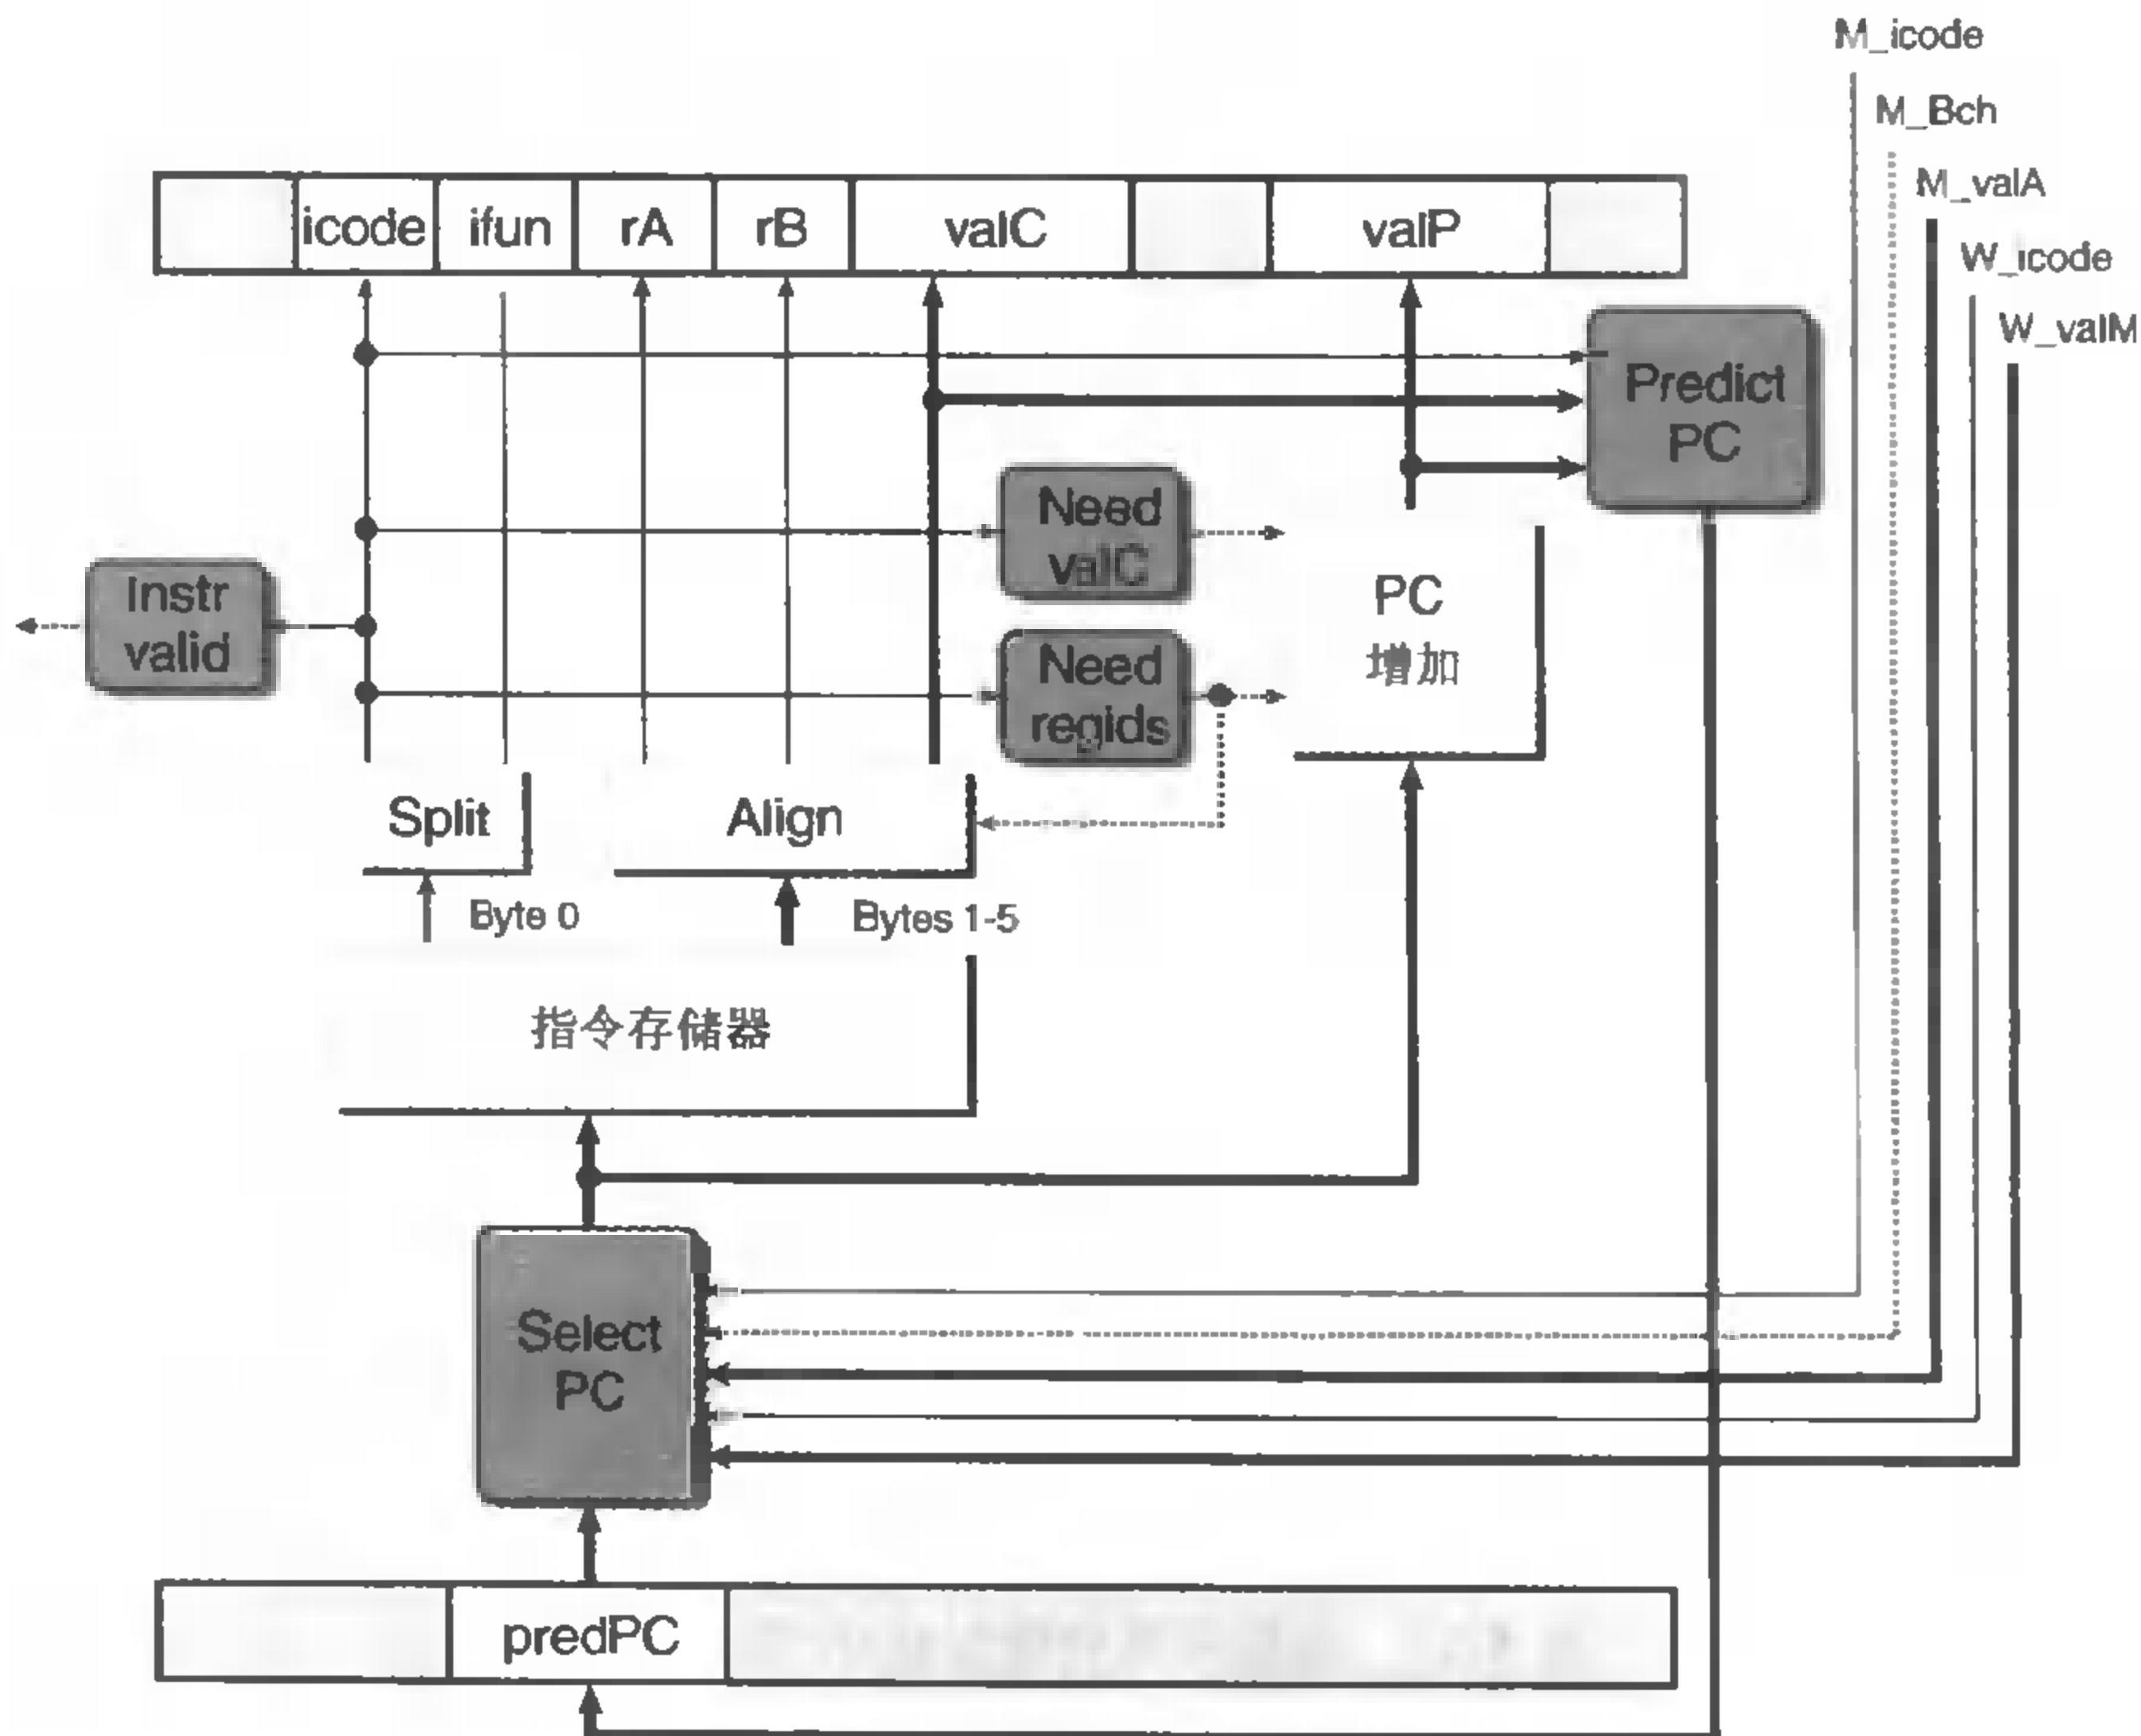 M_icode
M_Bch
M_valA
W_icode
W_valM
icode
ifun
rA
rB
valC
valP
Predict
PC
Need
valC
Instr
valid
PC
增加
Need
regids
Split
Align
Byte 0
Bytes 1-5
指令存储器
Select
PC
predPC